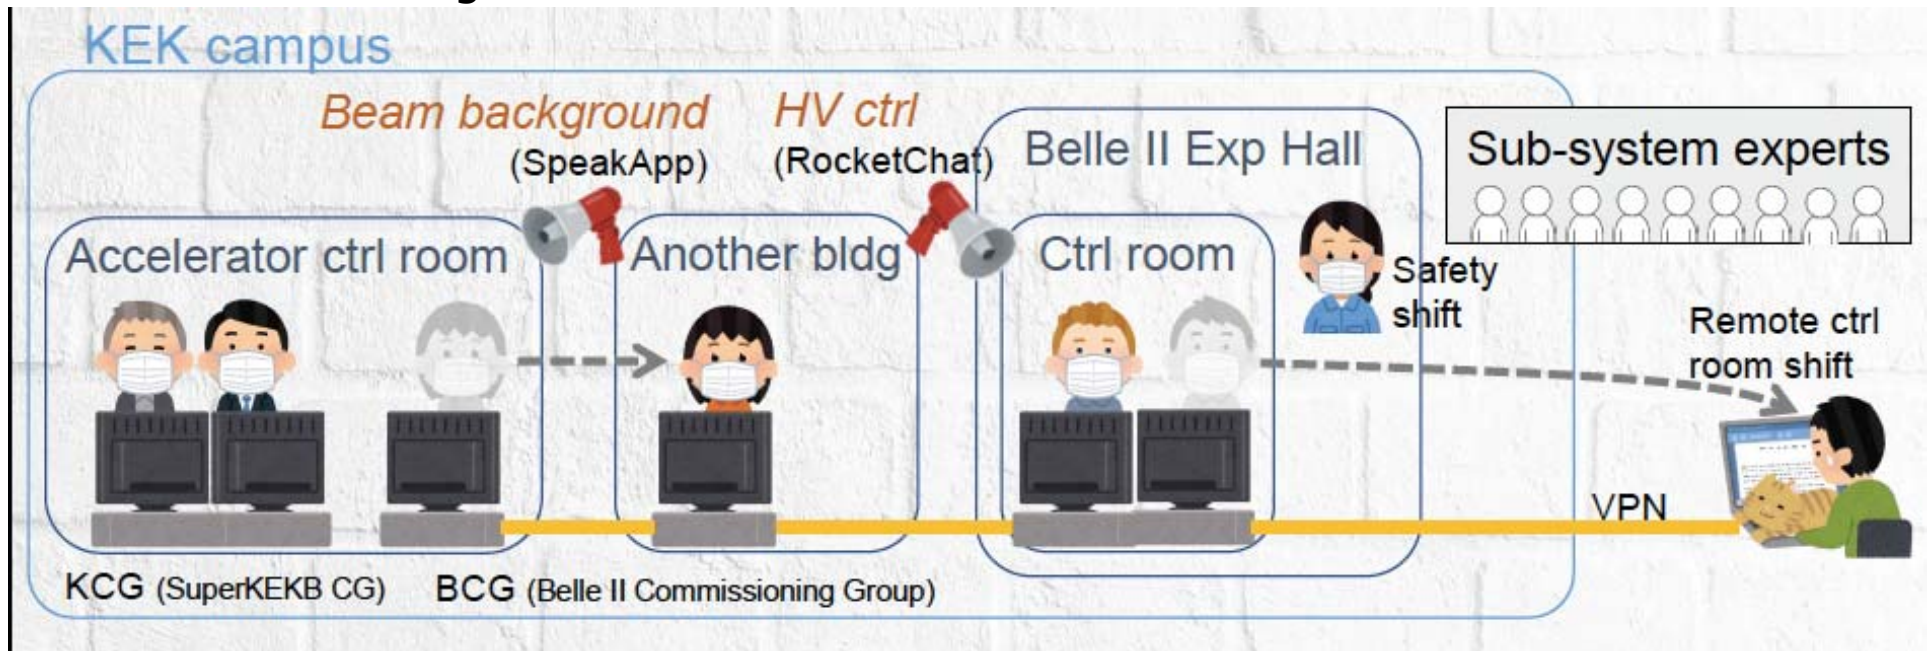 KEK campus
Beam background
(SpeakApp)
HV ctrl
(RocketChat)
Belle II Exp Hall
Sub-system experts
Accelerator ctrl room
Another bldg
Ctrl room
Safety
shift
Remote ctrl
room shift
VPN
KCG (SuperKEKB CG)
BCG (Belle II Commissioning Group)